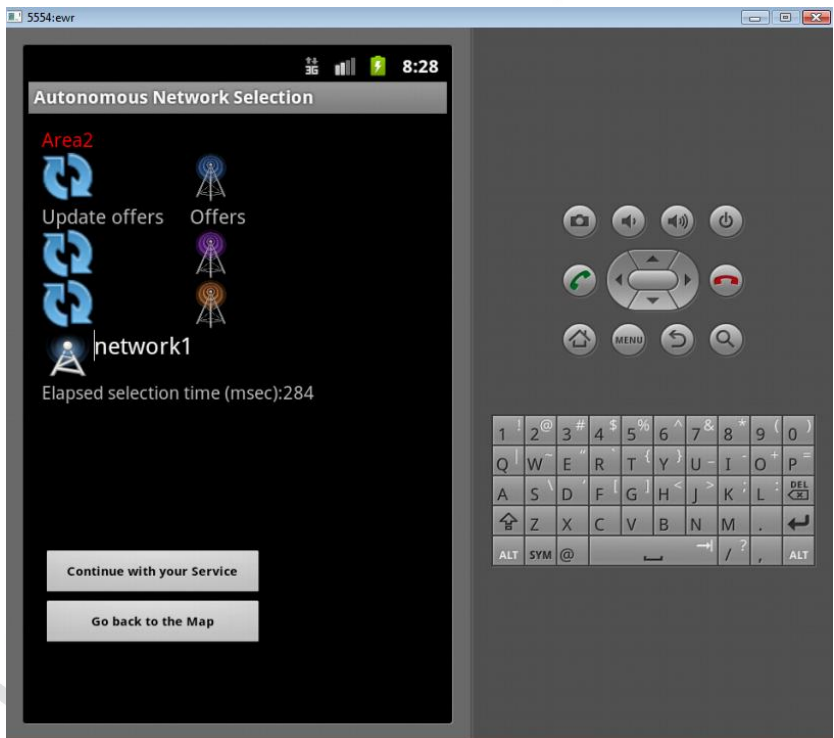 5554:ewr
3G 8:28
Autonomous Network Selection
Area2
Update offers Offers
network1
Elapsed selection time (msec):284
Continue with your Service
Go back to the Map
MENU
1 ! 2 @ 3 # 4 $ 5 % 6 ^ 7 & 8 * 9 ( 0 )
Q | W ~ E " R ` T { Y } U _ I - O + P =
A S \ D ' F [ G ] H < J > K ; L : DEL
Z X C V B N M .
ALT SYM @ / ? , ALT